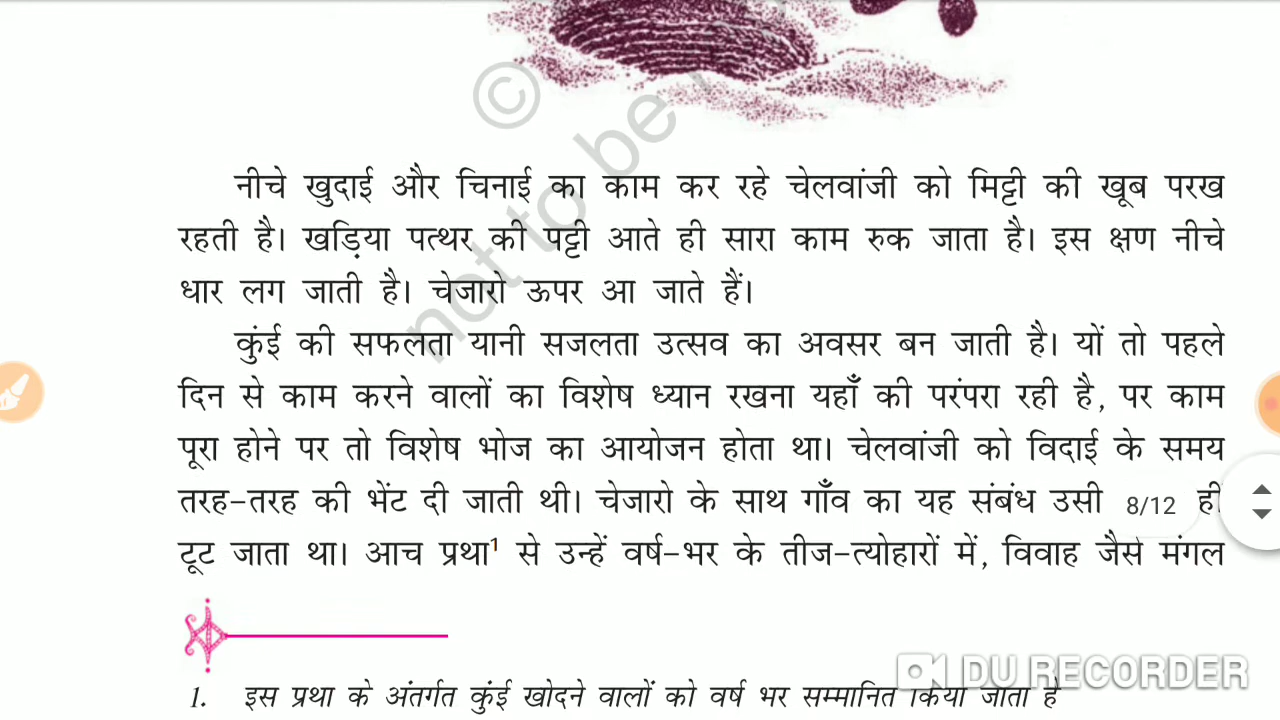 © not to be
नीचे खुदाई और चिनाई का काम कर रहे चेलवांजी को मिट्टी की खूब परख
रहती है। खड़िया पत्थर की पट्टी आते ही सारा काम रुक जाता है। इस क्षण नीचे
धार लग जाती है। चेजारो ऊपर आ जाते हैं।
कुंई की सफलता यानी सजलता उत्सव का अवसर बन जाती है। यों तो पहले
दिन से काम करने वालों का विशेष ध्यान रखना यहाँ की परंपरा रही है, पर काम
पूरा होने पर तो विशेष भोज का आयोजन होता था। चेलवांजी को विदाई के समय
तरह-तरह की भेंट दी जाती थी। चेजारो के साथ गाँव का यह संबंध उसी 8/12 ही
टूट जाता था। आच प्रथा1 से उन्हें वर्ष-भर के तीज-त्योहारों में, विवाह जैसे मंगल
1. इस प्रथा के अंतर्गत कुंई खोदने वालों को वर्ष भर सम्मानित किया जाता है
DU RECORDER